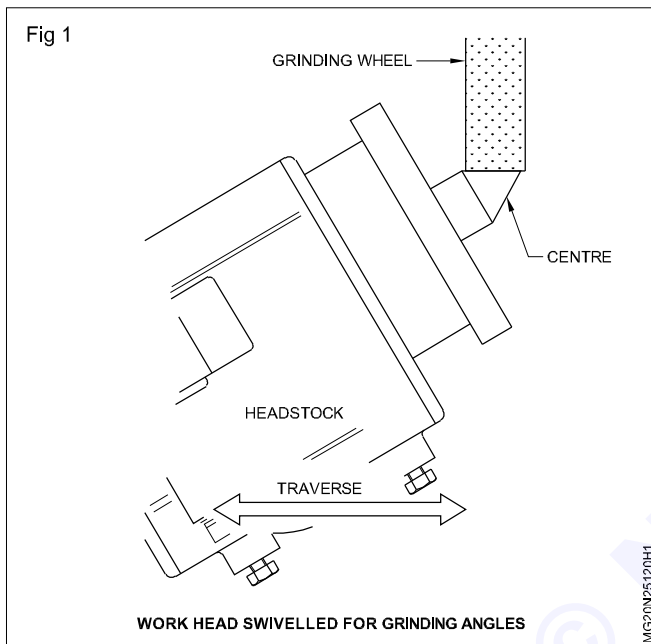 Fig 1
GRINDING WHEEL
CENTRE
HEADSTOCK
TRAVERSE
WORK HEAD SWIVELLED FOR GRINDING ANGLES
MG20N25120H1